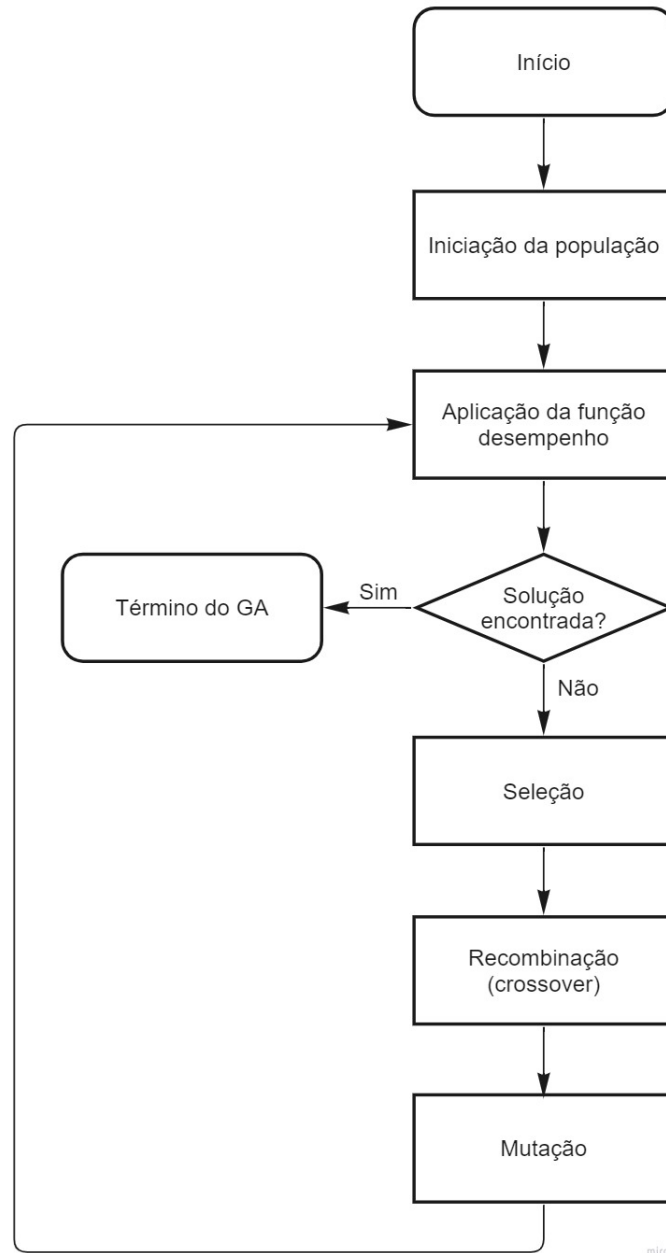 Início
Iniciação da população
Aplicação da função
desempenho
Término do GA
Sim
Solução
encontrada?
Não
Seleção
Recombinação
(crossover)
Mutação